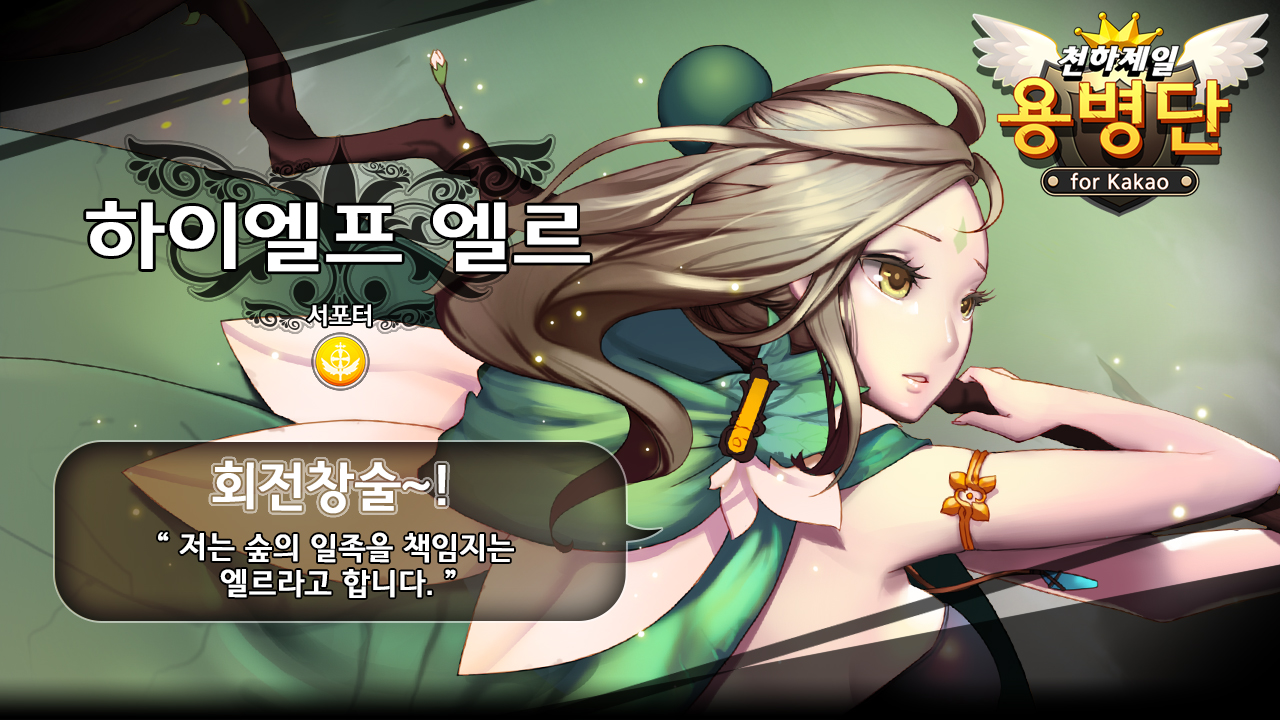 천하제일
용병단
for Kakao
하이엘프 엘르
서포터
회전창술~!
“ 저는 숲의 일족을 책임지는
엘르라고 합니다. ”